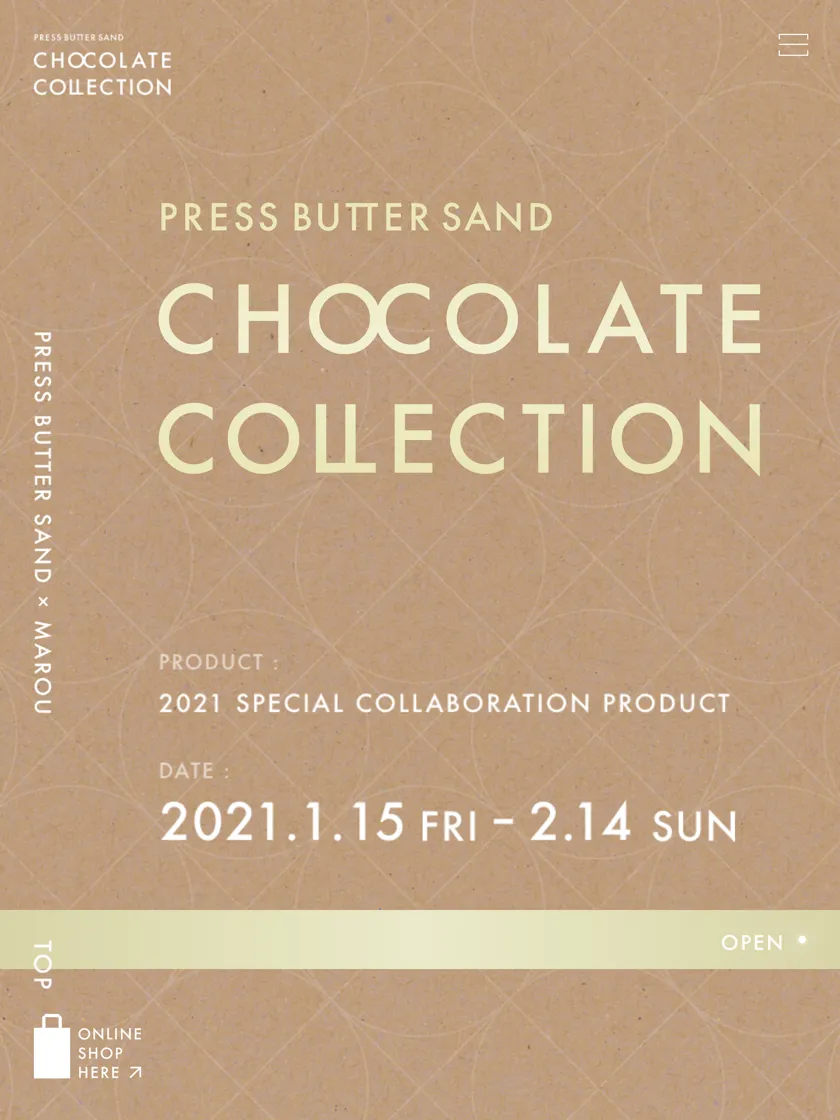 PRESS BUTTER SAND
CHOCOLATE
COLLECTION
PRESS BUTTER SAND
CHOCOLATE
COLLECTION
PRESS BUTTER SAND × MAROU
PRODUCT :
2021 SPECIAL COLLABORATION PRODUCT
DATE :
2021.1.15 FRI – 2.14 SUN
OPEN
TOP
ONLINE
SHOP
HERE